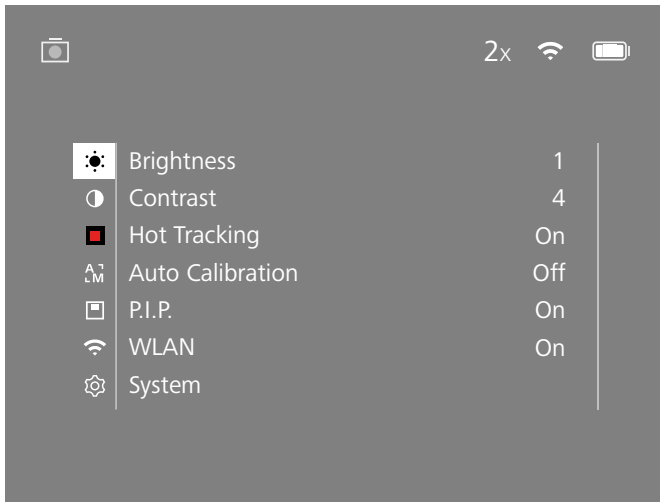 2x
Brightness 1
Contrast 4
Hot Tracking On
A M Auto Calibration Off
P.I.P. On
WLAN On
System